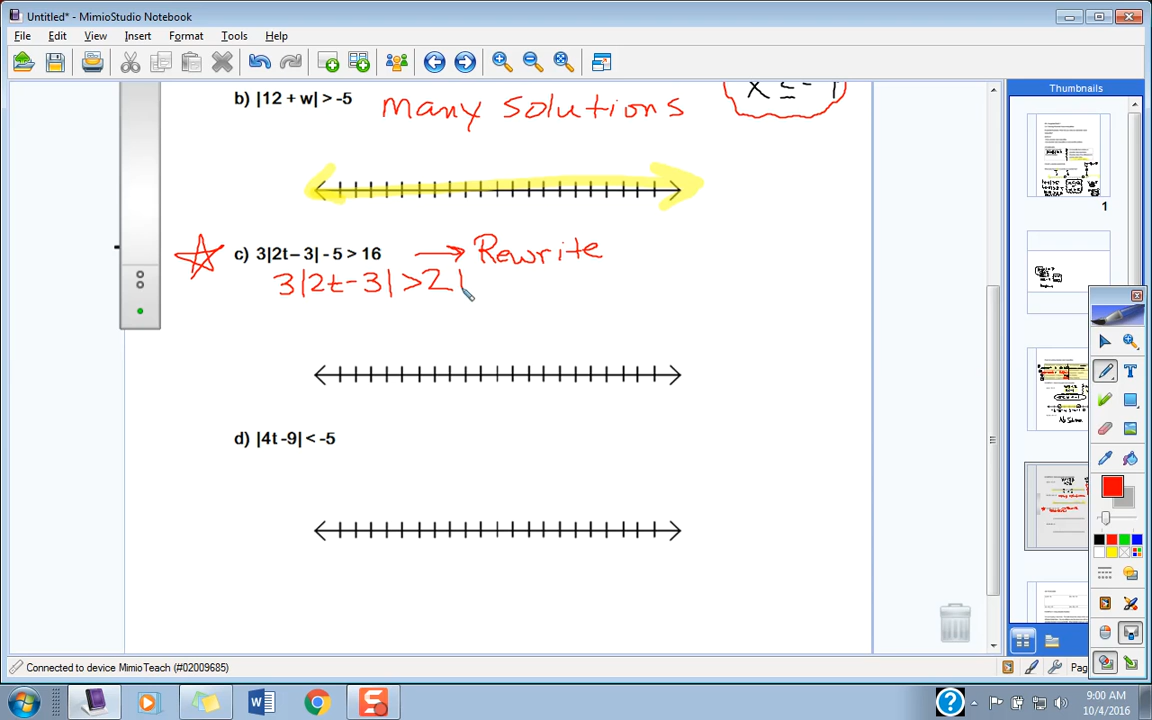 Untitled* - MimioStudio Notebook
File Edit View Insert Format Tools Help
Thumbnails
b) |12 + w| > -5
many solutions
x ≤ -1
1
c) 3|2t– 3| - 5 > 16
→ Rewrite
3|2t-3| >21
d) |4t -9| < -5
Connected to device MimioTeach (#02009685)
Pag
9:00 AM
10/4/2016